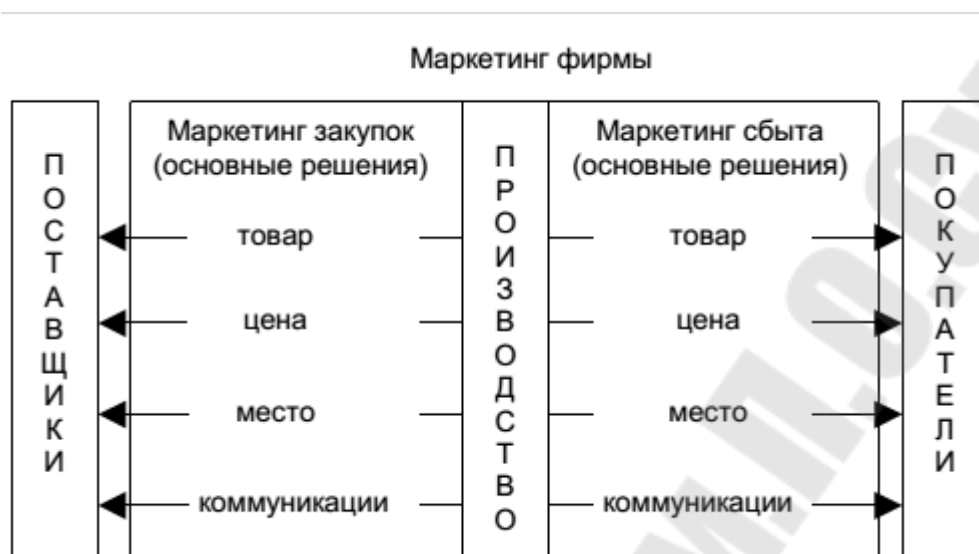 Маркетинг фирмы
ПОСТАВЩИКИ
Маркетинг закупок
(основные решения)
товар
цена
место
коммуникации
ПРОИЗВОДСТВО
Маркетинг сбыта
(основные решения)
товар
цена
место
коммуникации
ПОКУПАТЕЛИ